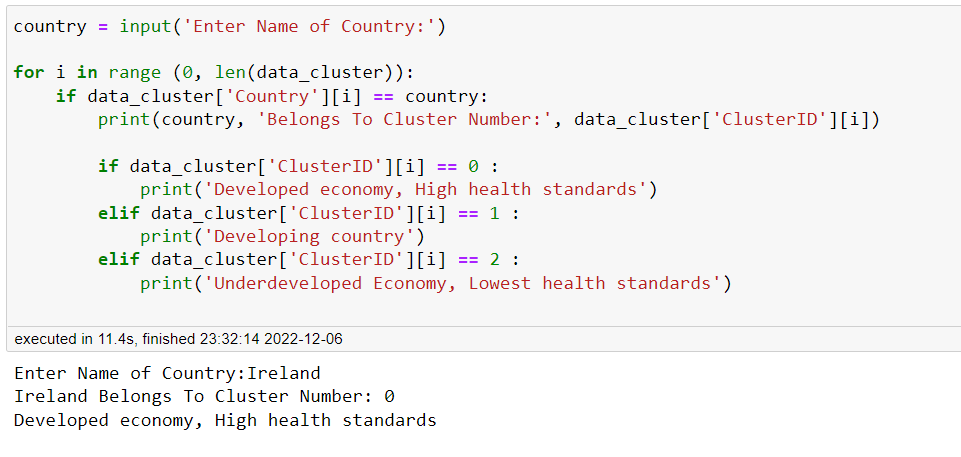 country = input('Enter Name of Country:')
for i in range (0, len(data_cluster)):
    if data_cluster['Country'][i] == country:
        print(country, 'Belongs To Cluster Number:', data_cluster['ClusterID'][i])
        if data_cluster['ClusterID'][i] == 0 :
            print('Developed economy, High health standards')
        elif data_cluster['ClusterID'][i] == 1 :
            print('Developing country')
        elif data_cluster['ClusterID'][i] == 2 :
            print('Underdeveloped Economy, Lowest health standards')
executed in 11.4s, finished 23:32:14 2022-12-06
Enter Name of Country:Ireland
Ireland Belongs To Cluster Number: 0
Developed economy, High health standards